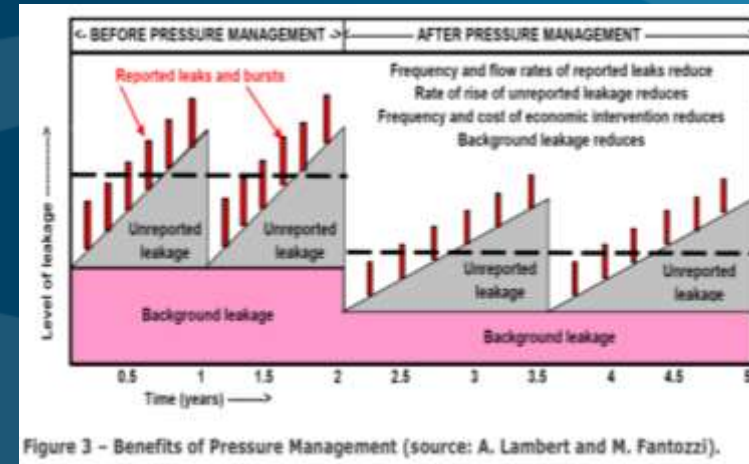 <- BEFORE PRESSURE MANAGEMENT ->
<——— AFTER PRESSURE MANAGEMENT ———
Reported leaks and bursts
Frequency and flow rates of reported leaks reduce
Rate of rise of unreported leakage reduces
Frequency and cost of economic intervention reduces
Background leakage reduces
Level of leakage ———>
Unreported
leakage
Unreported
leakage
Unreported
leakage
Unreported
leakage
Background leakage
Background leakage
0.5 1 1.5 2 2.5 3 3.5 4 4.5 5
Time (years) ——>
Figure 3 – Benefits of Pressure Management (source: A. Lambert and M. Fantozzi).